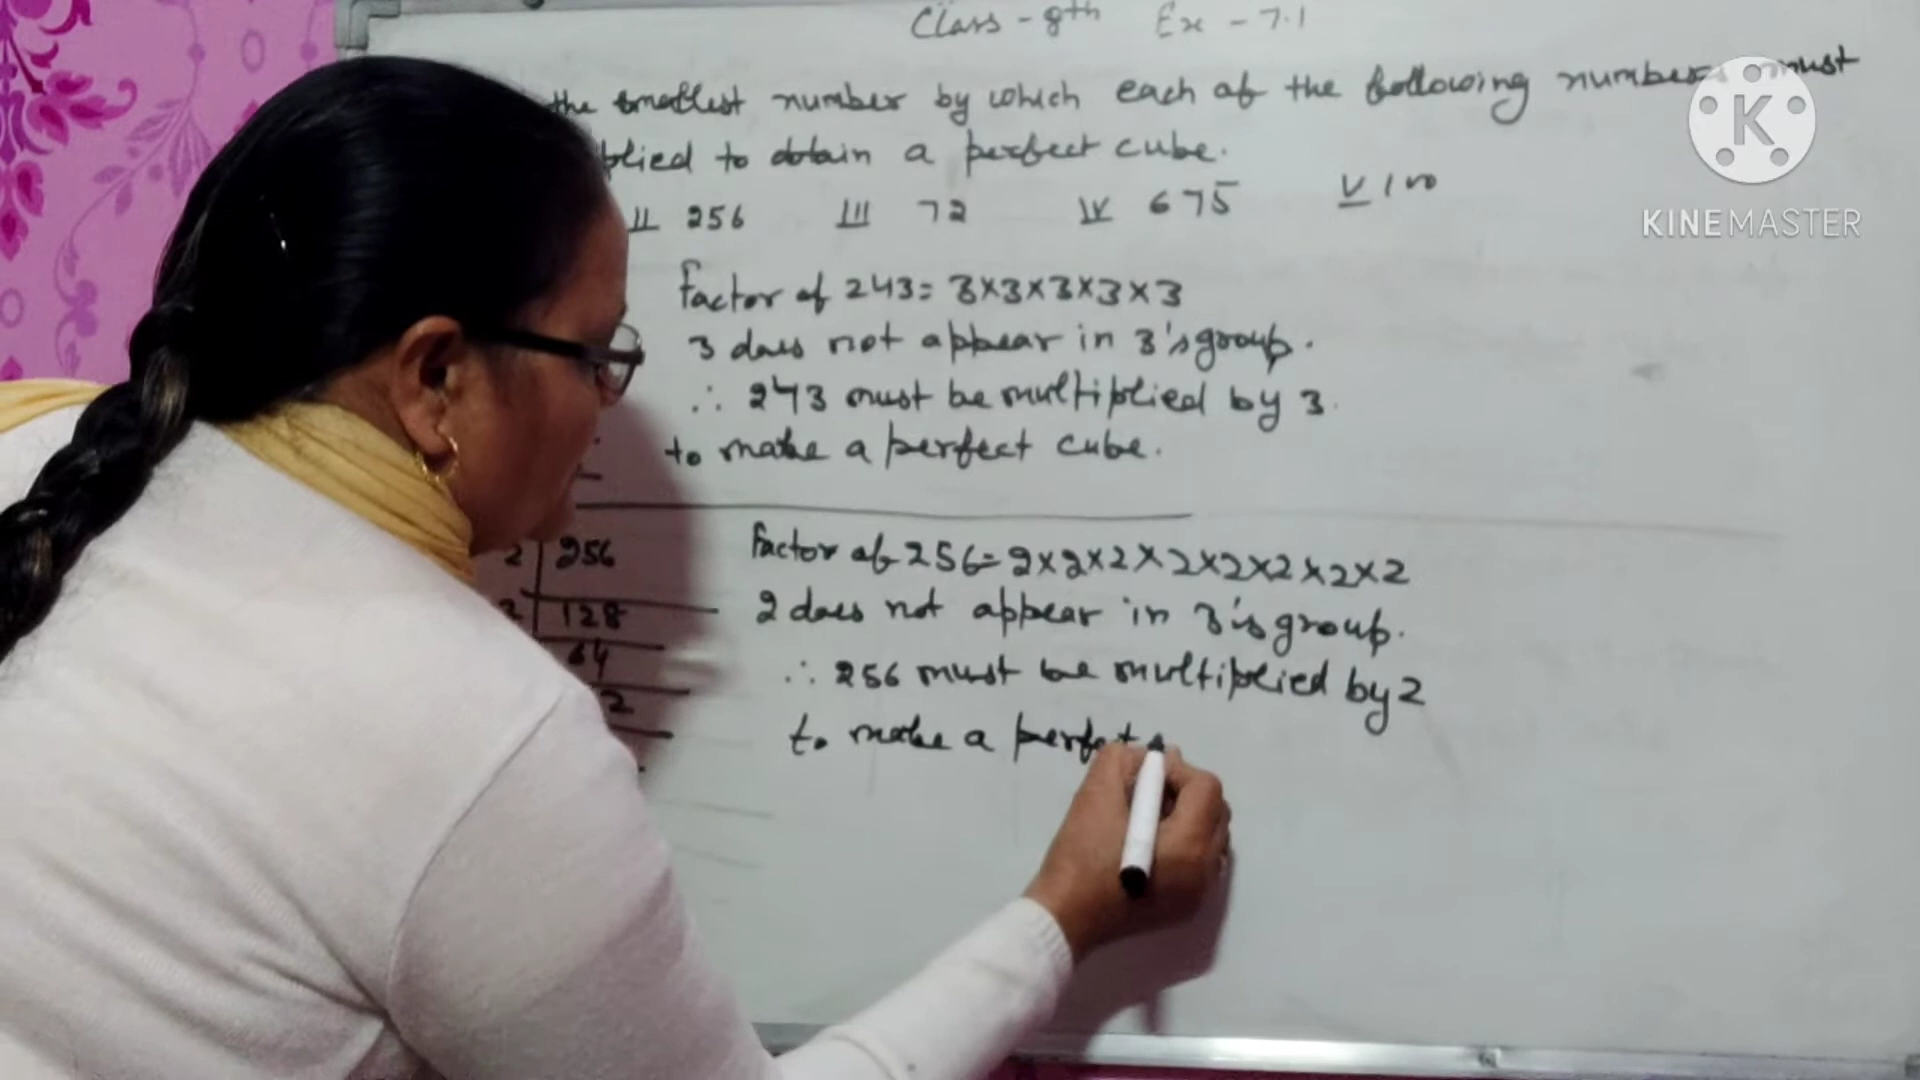 Class - 8th Ex - 7.1
the smallest number by which each of the following numbers must
plied to obtain a perfect cube.
II 256 III 72 IV 675 V 100
factor of 243 = 3×3×3×3×3
3 does not appear in 3's group.
∴ 243 must be multiplied by 3.
to make a perfect cube.
2 256
2 128
64
2
Factor of 256 = 2×2×2×2×2×2×2×2
2 does not appear in 3's group.
∴ 256 must be multiplied by 2
to make a perfect
K
KINEMASTER